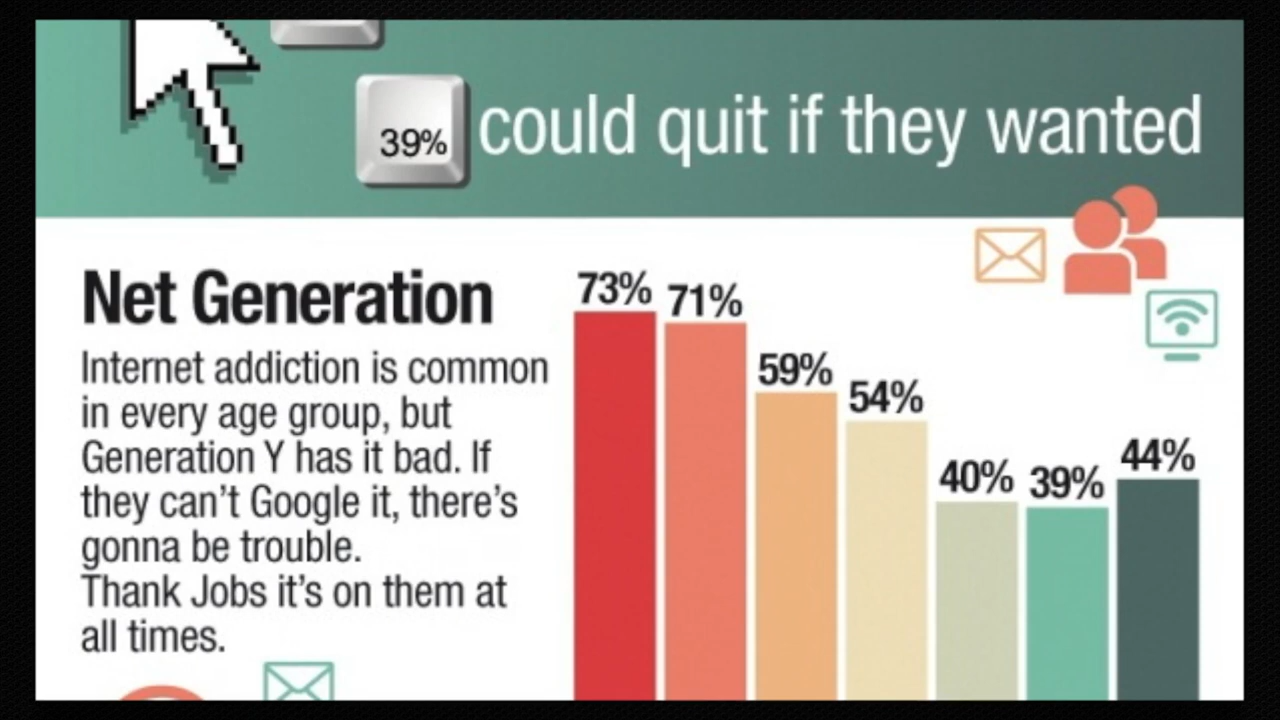 39% could quit if they wanted
Net Generation
Internet addiction is common
in every age group, but
Generation Y has it bad. If
they can’t Google it, there’s
gonna be trouble.
Thank Jobs it’s on them at
all times.
73% 71% 59% 54% 40% 39% 44%